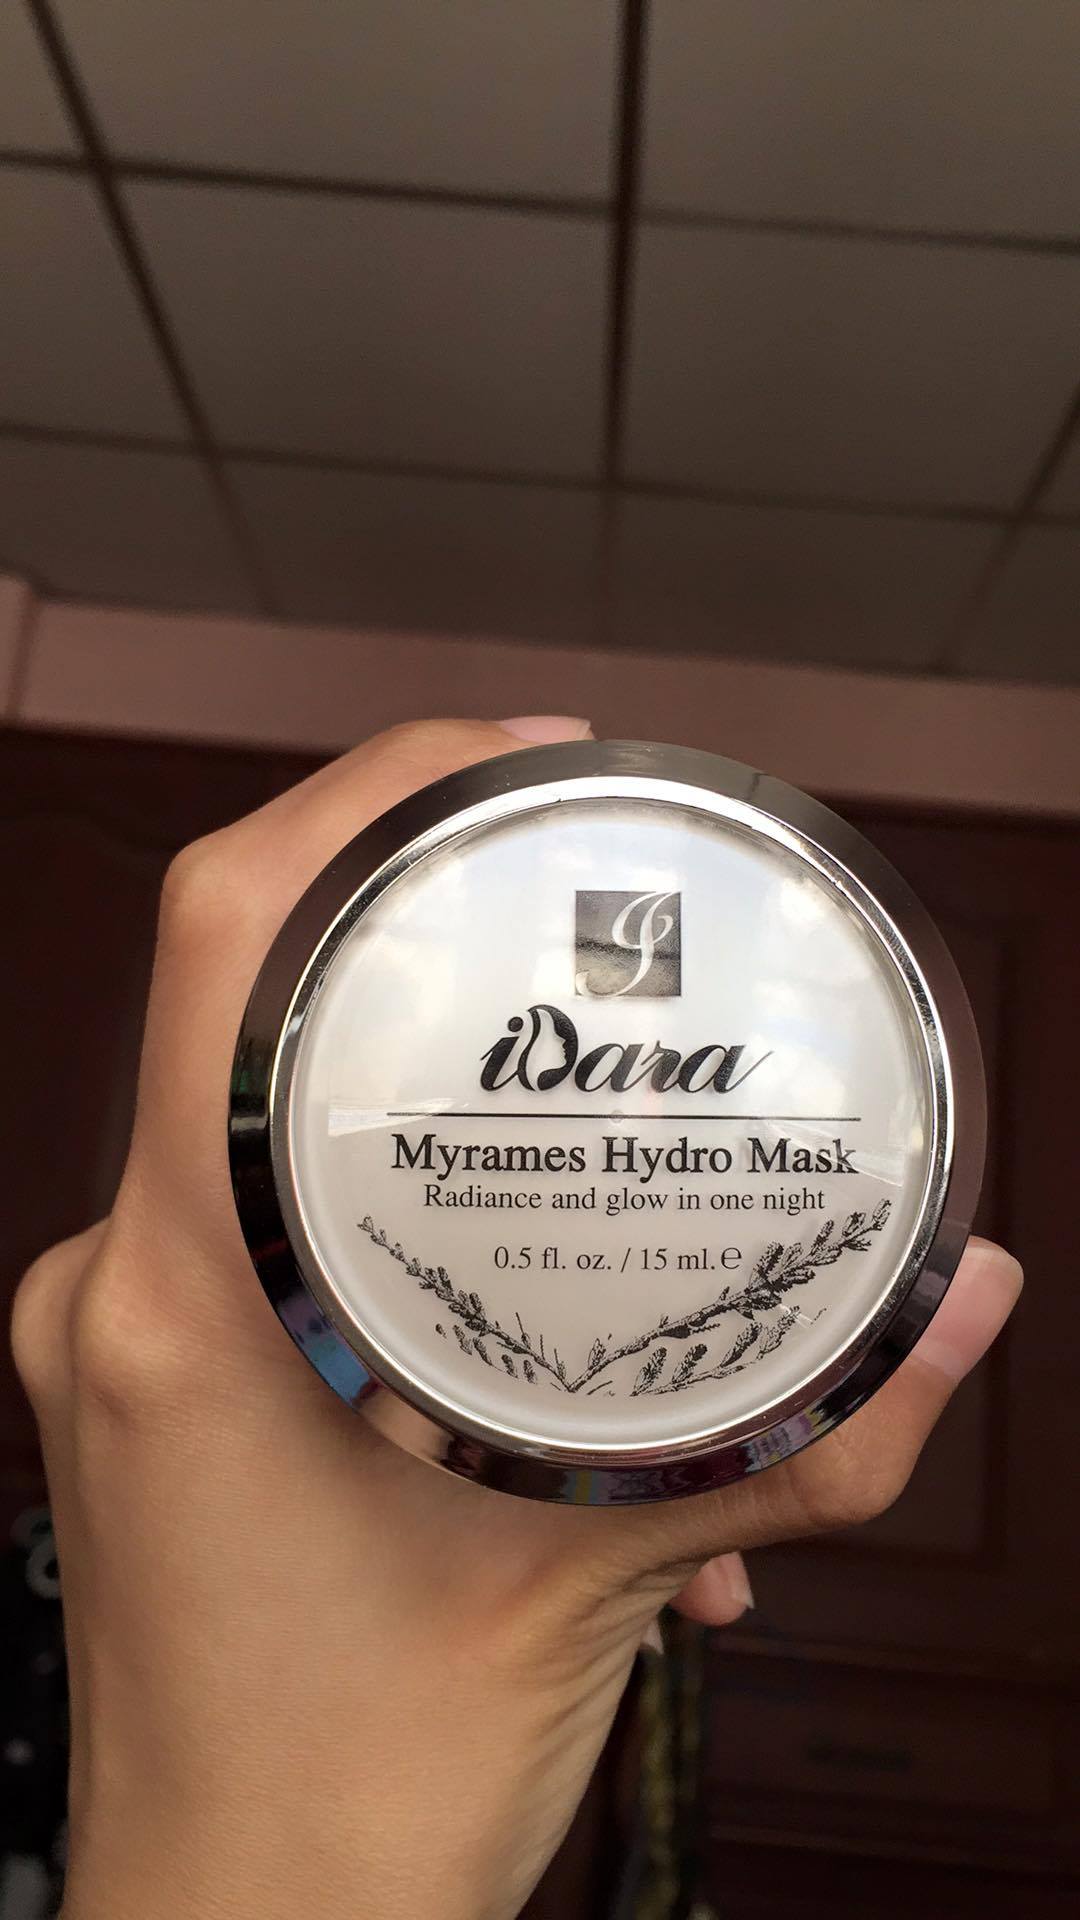 I
iDara
Myrames Hydro Mask
Radiance and glow in one night
0.5 fl. oz. / 15 ml.℮